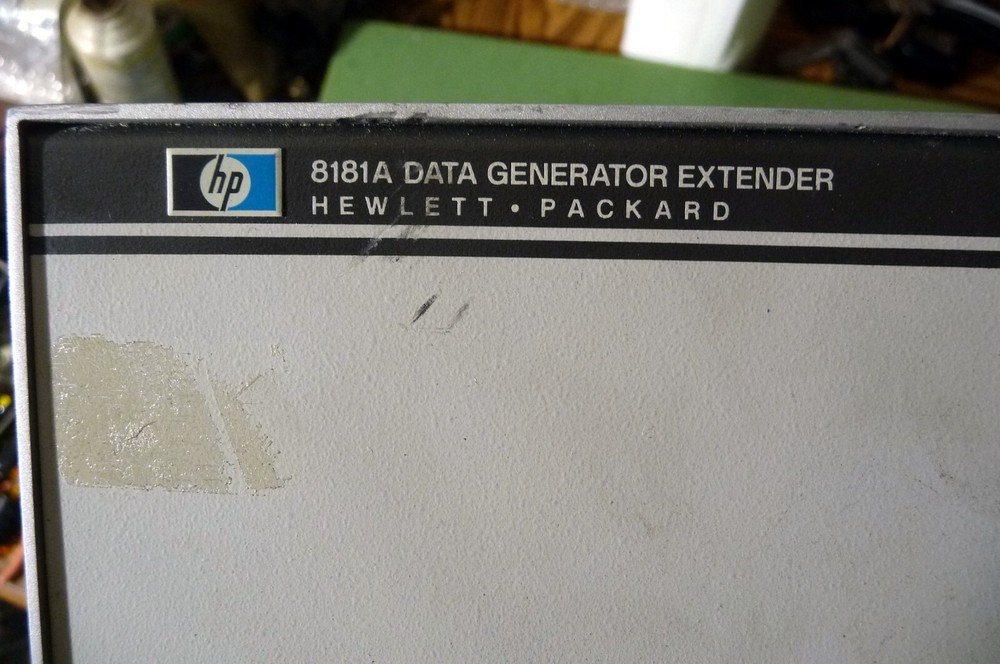 hp
8181A DATA GENERATOR EXTENDER
HEWLETT • PACKARD